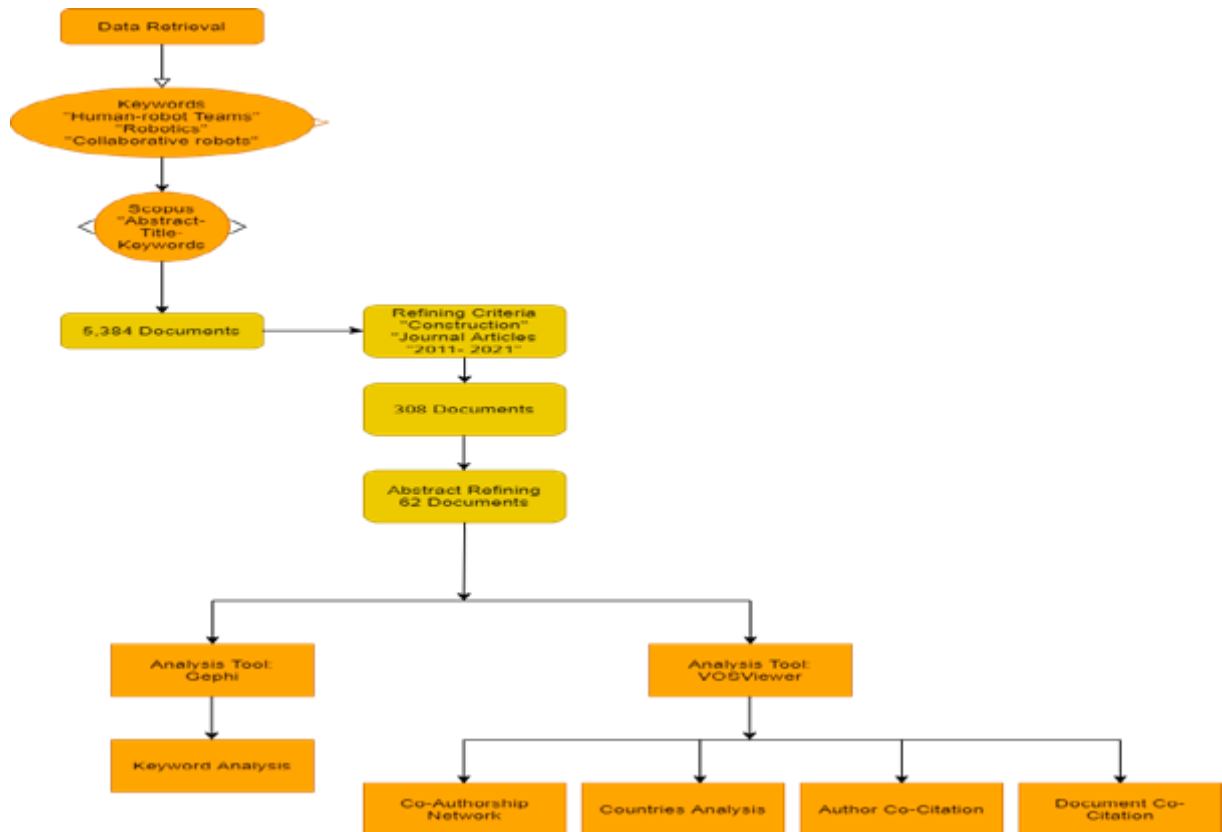 Data Retrieval
Keywords
"Human-robot Teams"
"Robotics"
"Collaborative robots"
Scopus
"Abstract-
Title-
Keywords
5,384 Documents
Refining Criteria
"Construction"
"Journal Articles
"2011- 2021"
308 Documents
Abstract Refining
62 Documents
Analysis Tool:
Gephi
Analysis Tool:
VOSViewer
Keyword Analysis
Co-Authorship
Network
Countries Analysis
Author Co-Citation
Document Co-
Citation